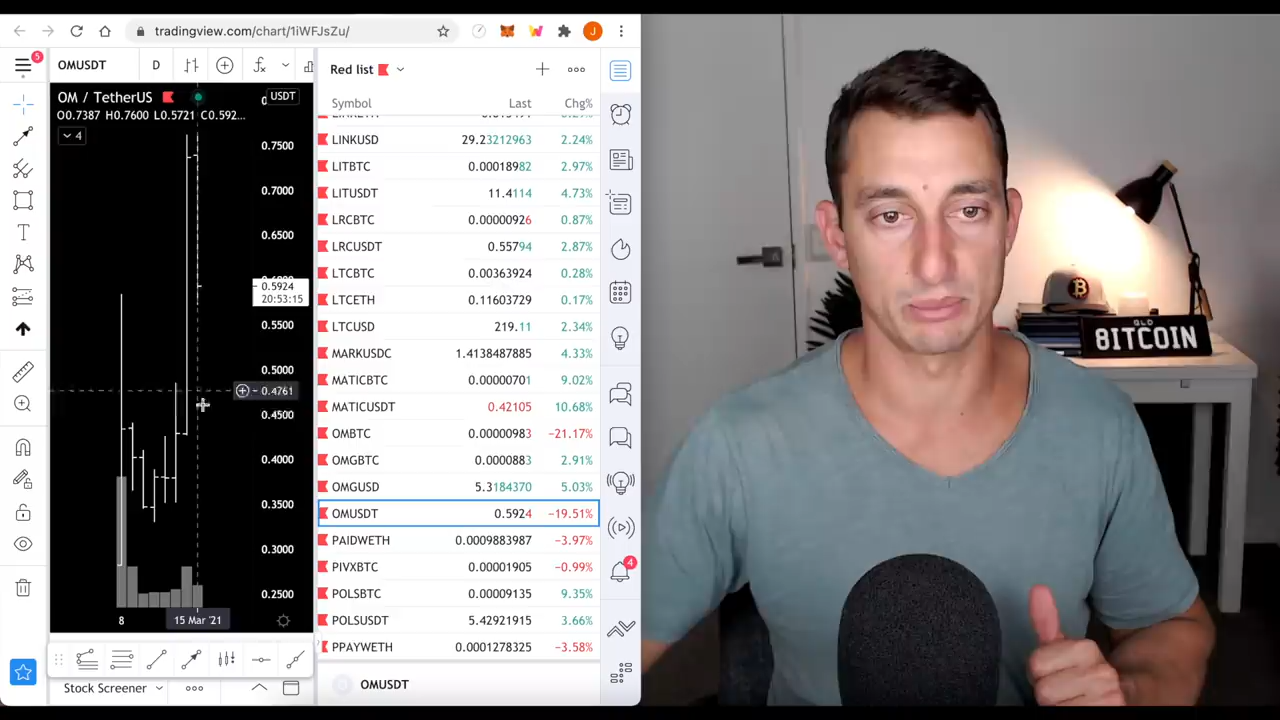 tradingview.com/chart/1iWFJsZu/
J
5
OMUSDT
D
Red list
OM / TetherUS
USDT
O0.7387 H0.7600 L0.5721 C0.592...
4
Symbol Last Chg%
LINKUSD 29.23212963 2.24%
LITBTC 0.00018982 2.97%
LITUSDT 11.4114 4.73%
LRCBTC 0.00000926 0.87%
LRCUSDT 0.55794 2.87%
LTCBTC 0.00363924 0.28%
LTCETH 0.11603729 0.17%
LTCUSD 219.11 2.34%
MARKUSDC 1.4138487885 4.33%
MATICBTC 0.00000701 9.02%
MATICUSDT 0.42105 10.68%
OMBTC 0.00000983 −21.17%
OMGBTC 0.0000883 2.91%
OMGUSD 5.3184370 5.03%
OMUSDT 0.5924 −19.51%
PAIDWETH 0.0009883987 −3.97%
PIVXBTC 0.00001905 −0.99%
POLSBTC 0.00009135 9.35%
POLSUSDT 5.42921915 3.66%
PPAYWETH 0.0001278325 −3.58%
0.7500
0.7000
0.6500
0.5924
20:53:15
0.5500
0.5000
0.4761
0.4500
0.4000
0.3500
0.3000
0.2500
8
15 Mar '21
4
Stock Screener
OMUSDT
B
QLD
8ITCOIN